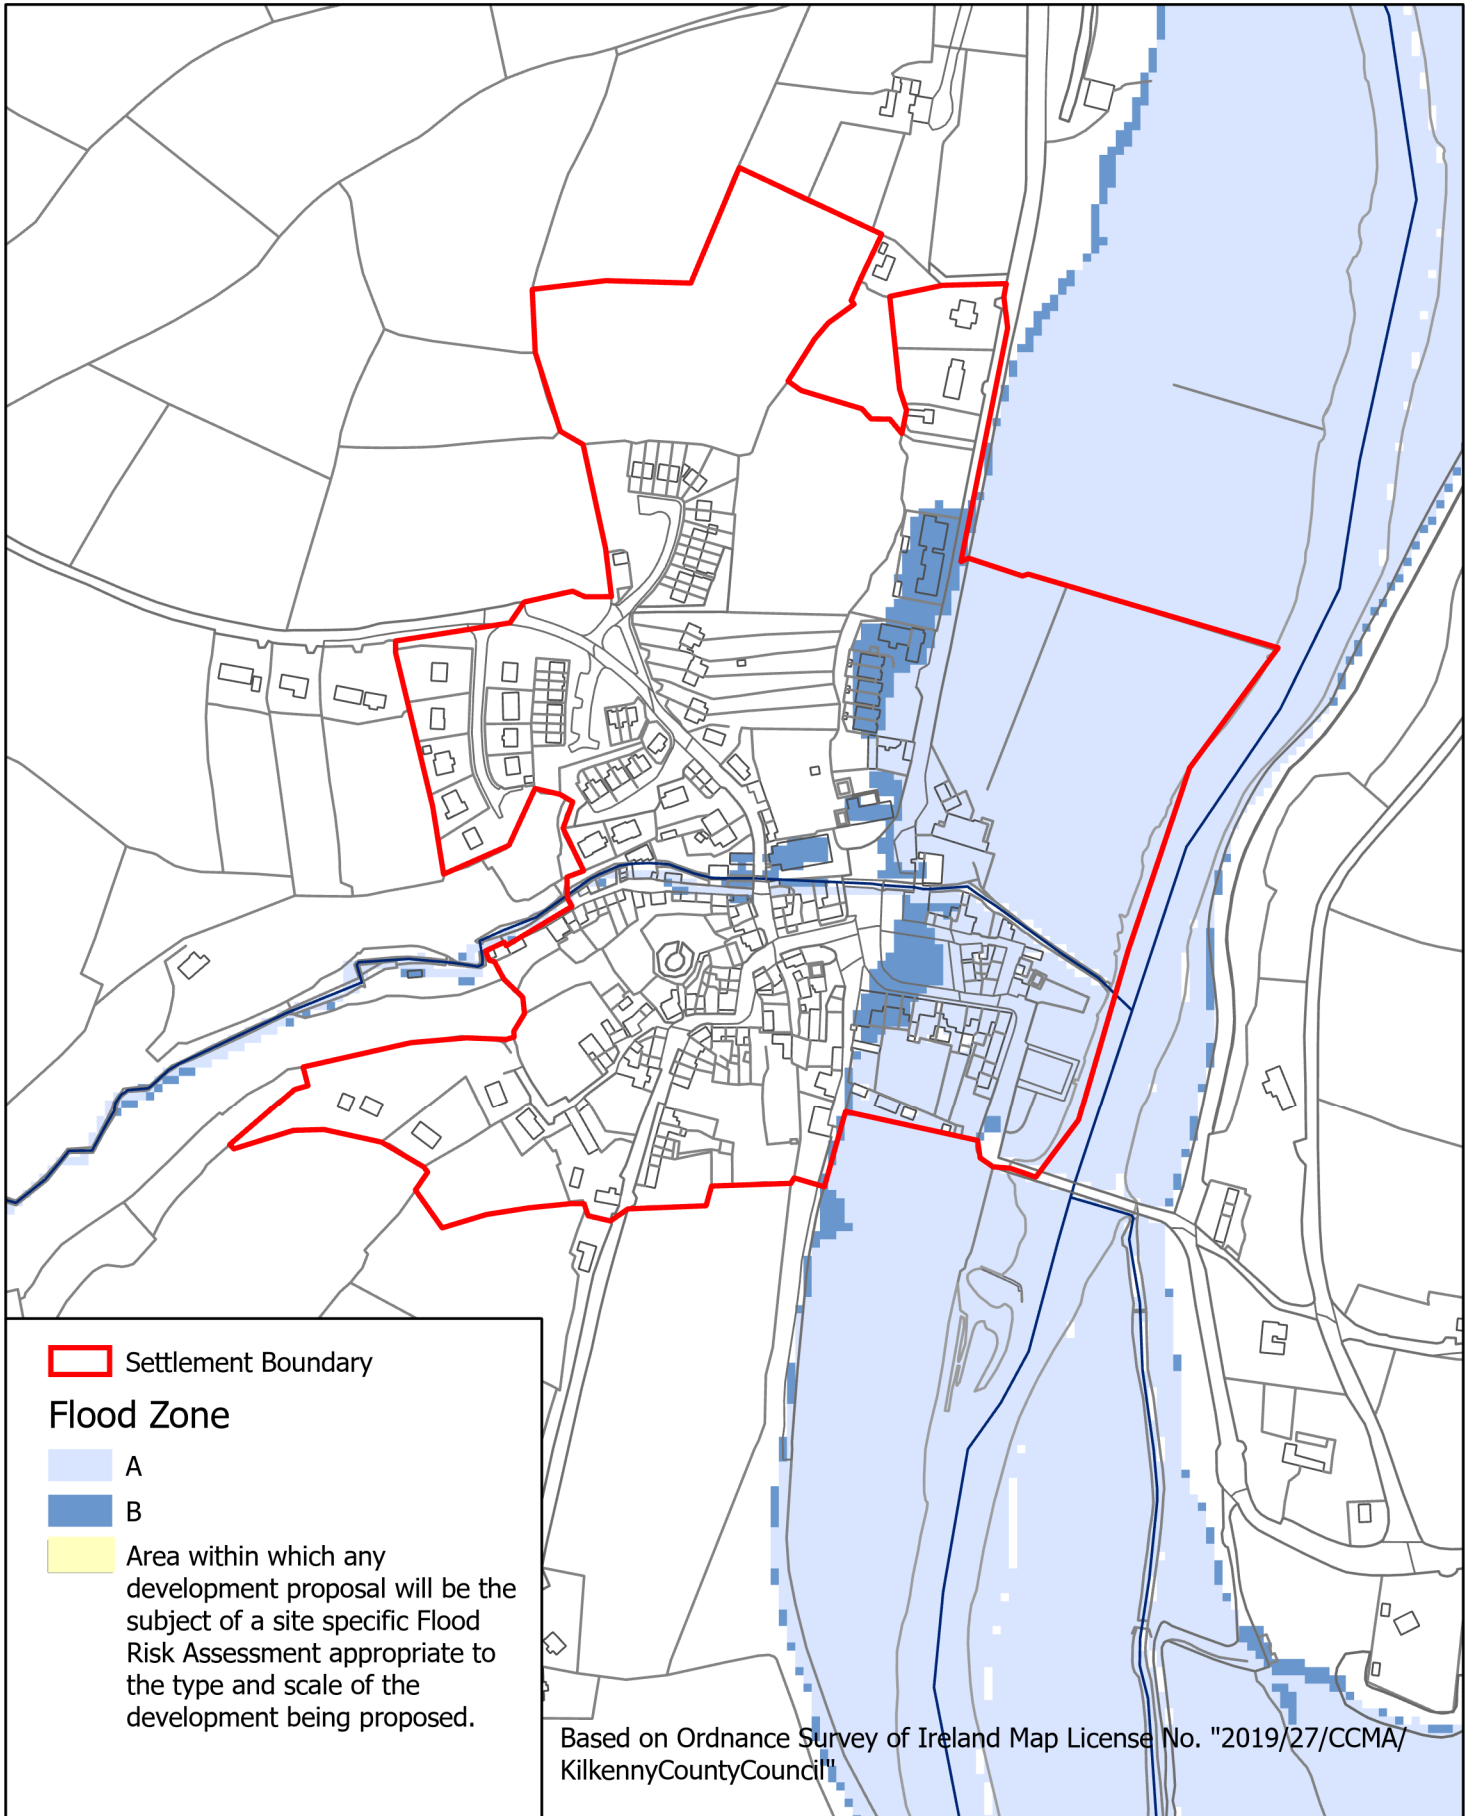 Settlement Boundary
Flood Zone
A
B
Area within which any
development proposal will be the
subject of a site specific Flood
Risk Assessment appropriate to
the type and scale of the
development being proposed.
Based on Ordnance Survey of Ireland Map License No. "2019/27/CCMA/
KilkennyCountyCouncil"